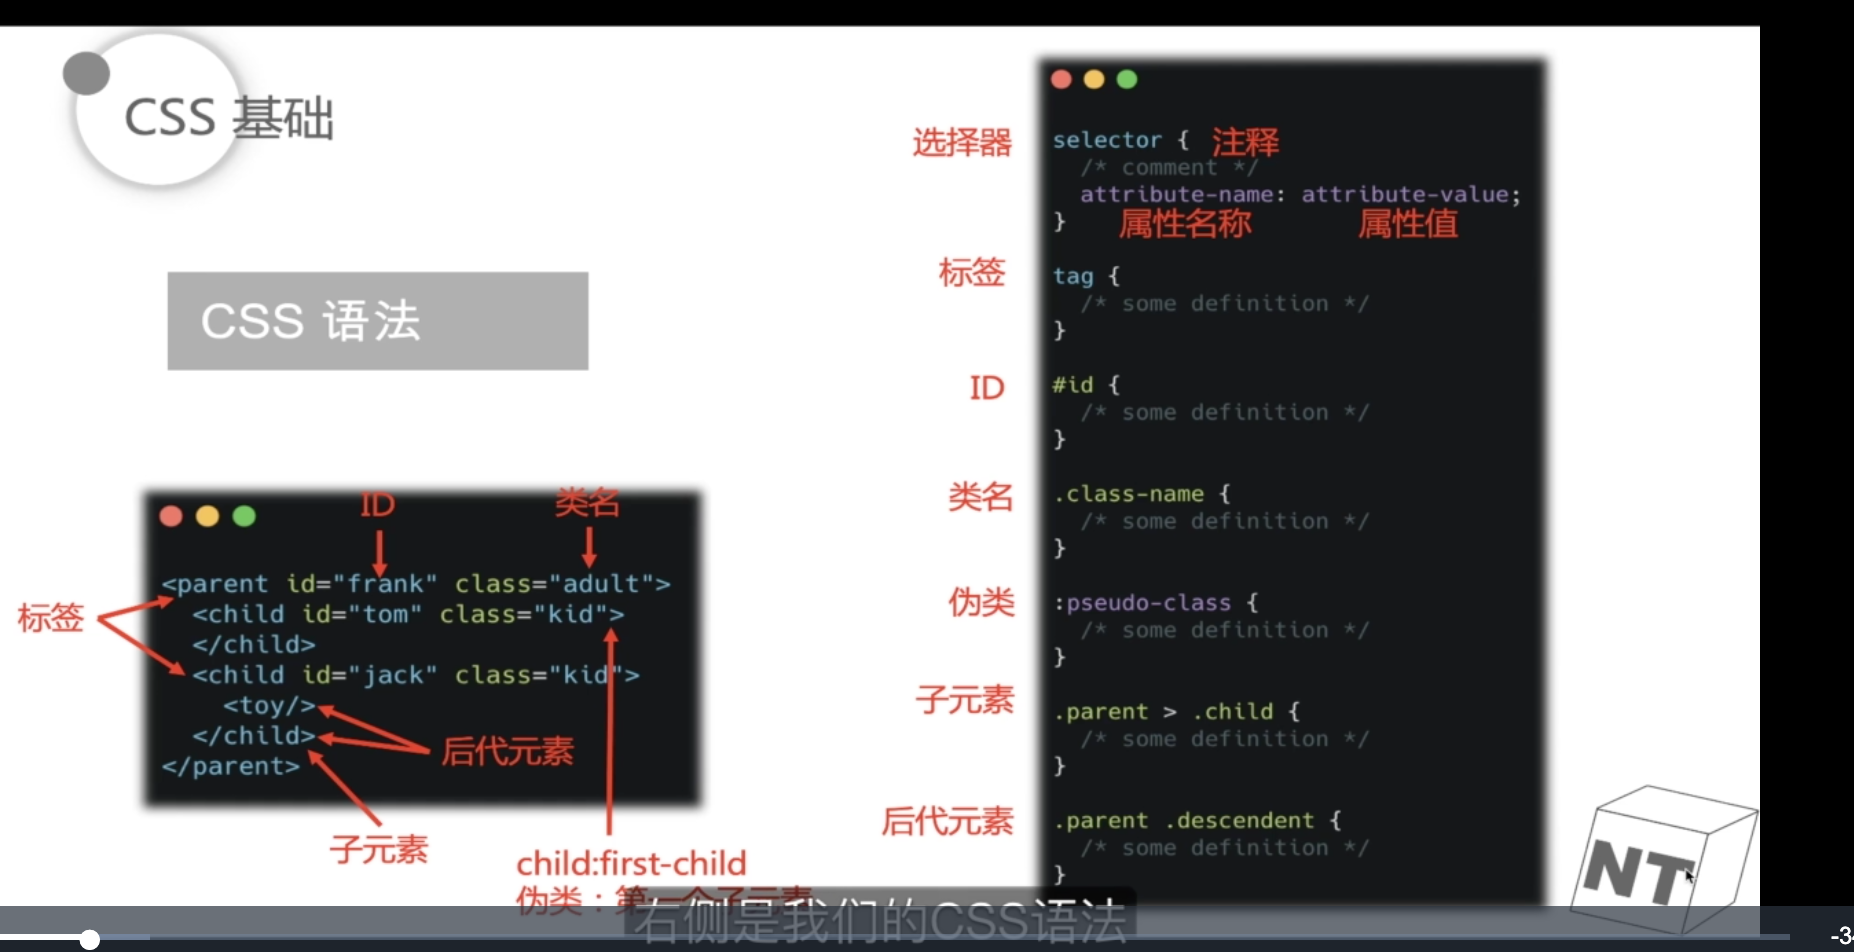 CSS 基础
CSS 语法
ID
类名
标签
<parent id="frank" class="adult">
<child id="tom" class="kid">
</child>
<child id="jack" class="kid">
<toy/>
</child>
</parent>
后代元素
子元素
child:first-child
伪类：第一个子元素
选择器
selector {
注释
/* comment */
attribute-name: attribute-value;
}
属性名称
属性值
标签
tag {
/* some definition */
}
ID
#id {
/* some definition */
}
类名
.class-name {
/* some definition */
}
伪类
:pseudo-class {
/* some definition */
}
子元素
.parent > .child {
/* some definition */
}
后代元素
.parent .descendent {
/* some definition */
}
NT
右侧是我们的CSS语法